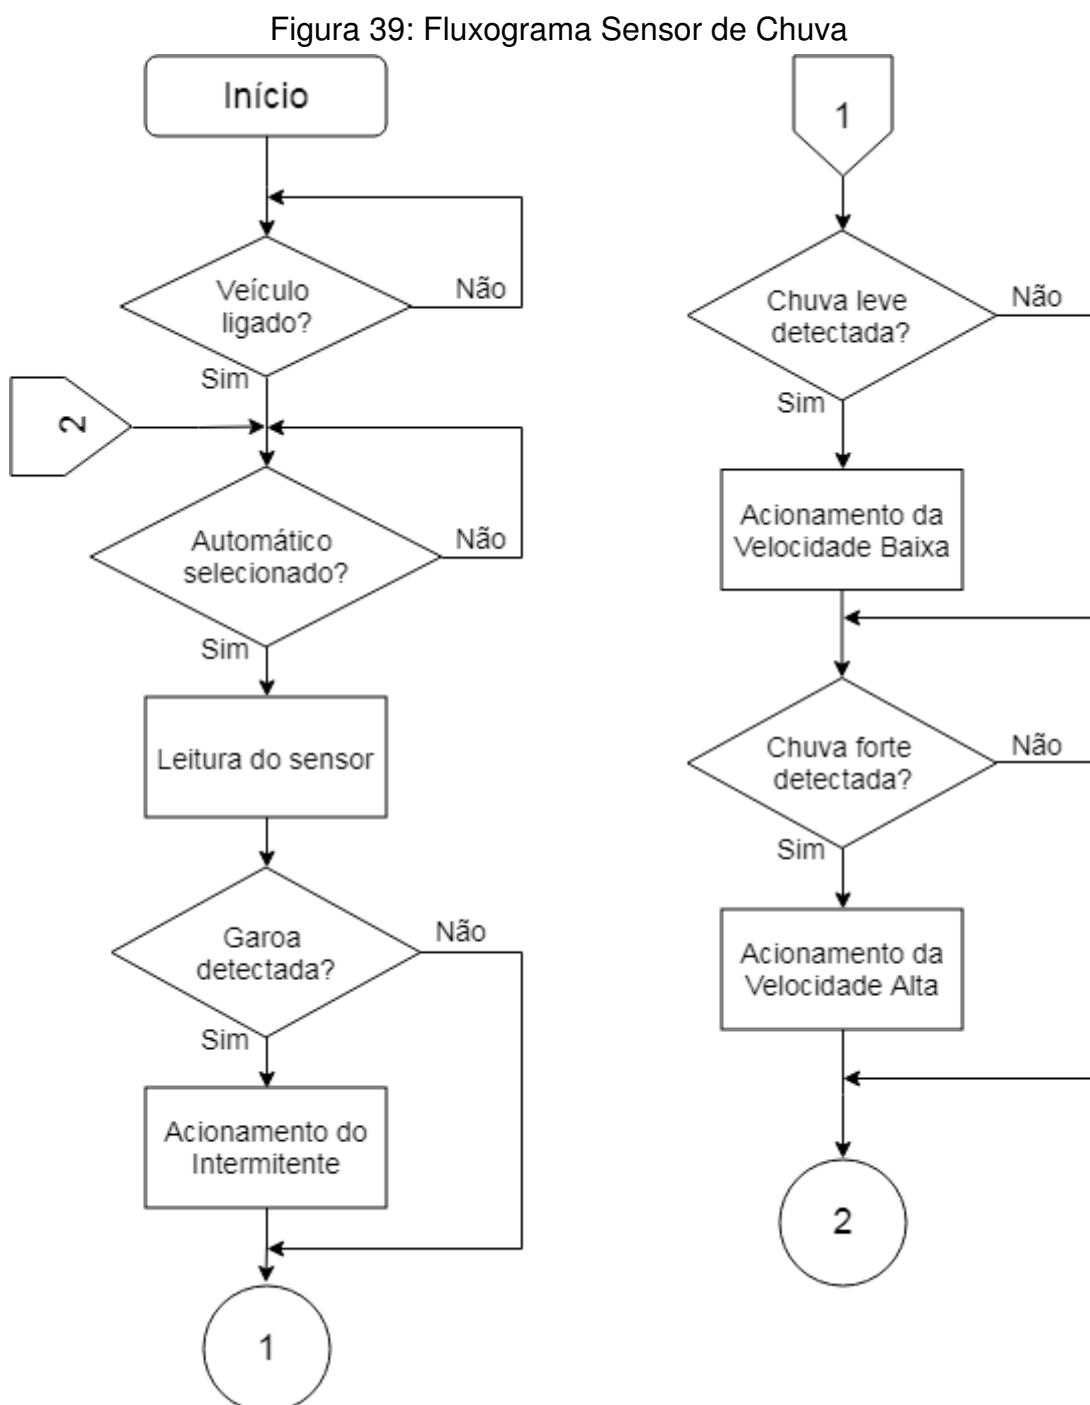 Figura 39: Fluxograma Sensor de Chuva
Início
Veículo
ligado?
Não
Sim
2
Automático
selecionado?
Não
Sim
Leitura do sensor
Garoa
detectada?
Não
Sim
Acionamento do
Intermitente
1
1
Chuva leve
detectada?
Não
Sim
Acionamento da
Velocidade Baixa
Chuva forte
detectada?
Não
Sim
Acionamento da
Velocidade Alta
2